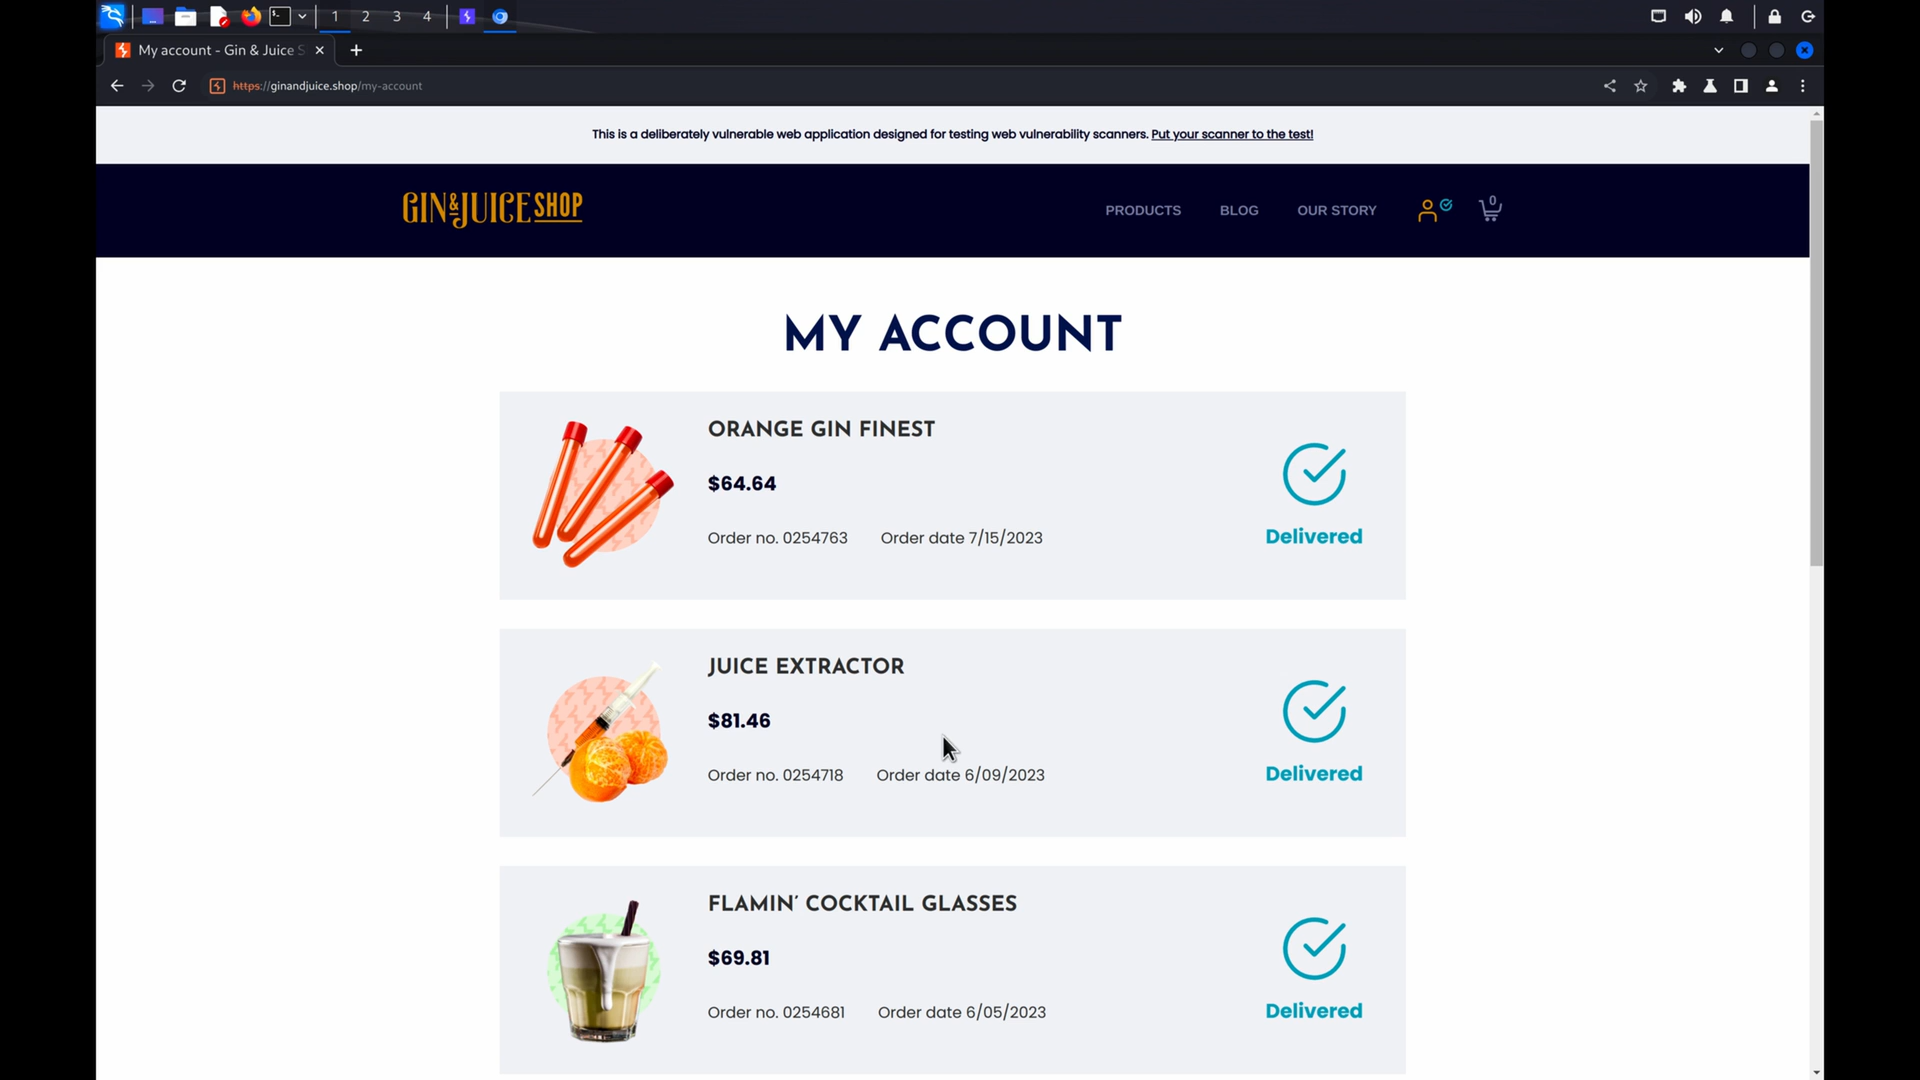 1 2 3 4
My account - Gin & Juice S
https://ginandjuice.shop/my-account
This is a deliberately vulnerable web application designed for testing web vulnerability scanners. Put your scanner to the test!
GIN & JUICE SHOP
PRODUCTS BLOG OUR STORY 0
MY ACCOUNT
ORANGE GIN FINEST
$64.64
Order no. 0254763 Order date 7/15/2023
Delivered
JUICE EXTRACTOR
$81.46
Order no. 0254718 Order date 6/09/2023
Delivered
FLAMIN' COCKTAIL GLASSES
$69.81
Order no. 0254681 Order date 6/05/2023
Delivered